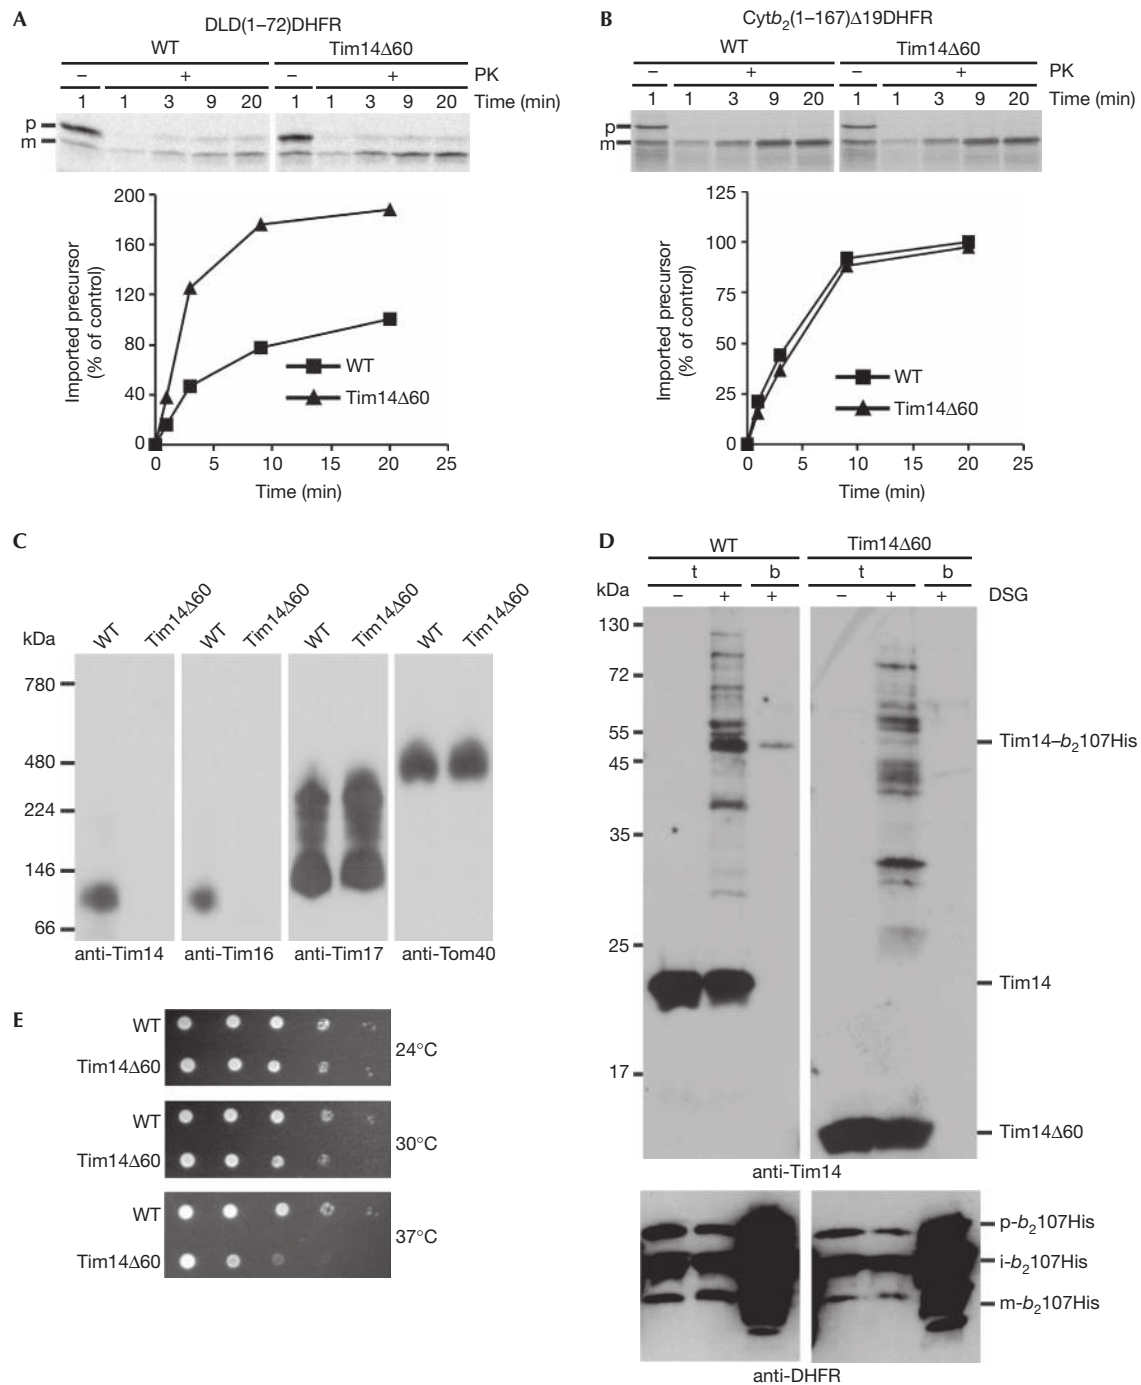 A
DLD(1–72)DHFR
WT Tim14Δ60
– + – + PK
1 1 3 9 20 1 1 3 9 20 Time (min)
p
m
200
160
120
80
40
0
Imported precursor
(% of control)
WT
Tim14Δ60
0 5 10 15 20 25
Time (min)
B
Cytb₂(1–167)Δ19DHFR
WT Tim14Δ60
– + – + PK
1 1 3 9 20 1 1 3 9 20 Time (min)
p
m
125
100
75
50
25
0
Imported precursor
(% of control)
WT
Tim14Δ60
0 5 10 15 20 25
Time (min)
C
kDa
WT Tim14Δ60 WT Tim14Δ60 WT Tim14Δ60 WT Tim14Δ60
780
480
224
146
66
anti-Tim14 anti-Tim16 anti-Tim17 anti-Tom40
D
WT Tim14Δ60
t b t b
kDa – + + – + + DSG
130
72
55
45
35
25
17
Tim14–b₂107His
Tim14
Tim14Δ60
anti-Tim14
p-b₂107His
i-b₂107His
m-b₂107His
anti-DHFR
E
WT
Tim14Δ60
24°C
WT
Tim14Δ60
30°C
WT
Tim14Δ60
37°C